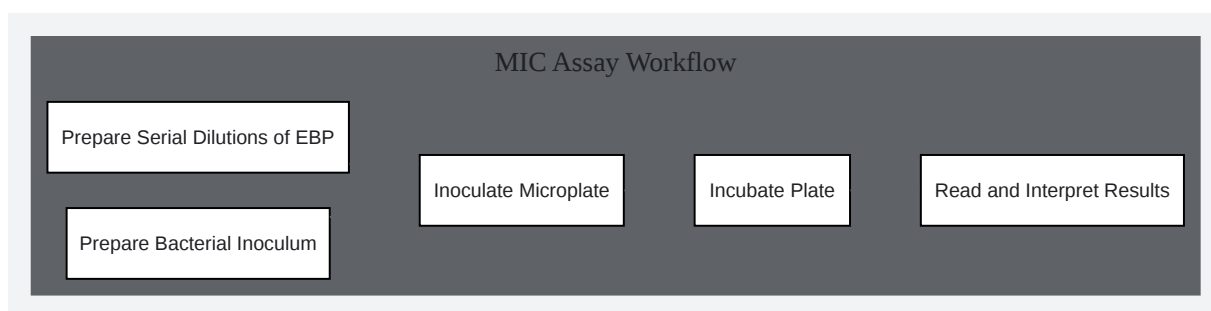 MIC Assay Workflow
Prepare Serial Dilutions of EBP
Prepare Bacterial Inoculum
Inoculate Microplate
Incubate Plate
Read and Interpret Results